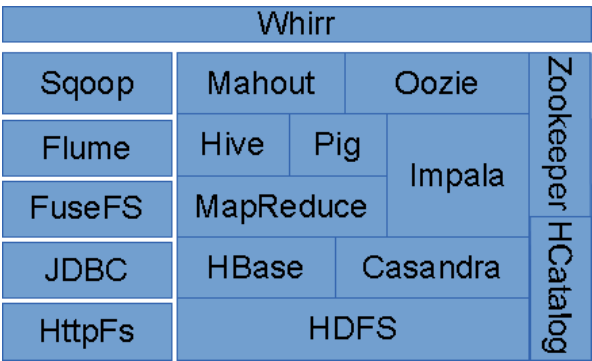 Whirr
Sqoop
Mahout
Oozie
Zookeeper
Flume
Hive
Pig
Impala
FuseFS
MapReduce
JDBC
HBase
Casandra
HCatalog
HttpFs
HDFS